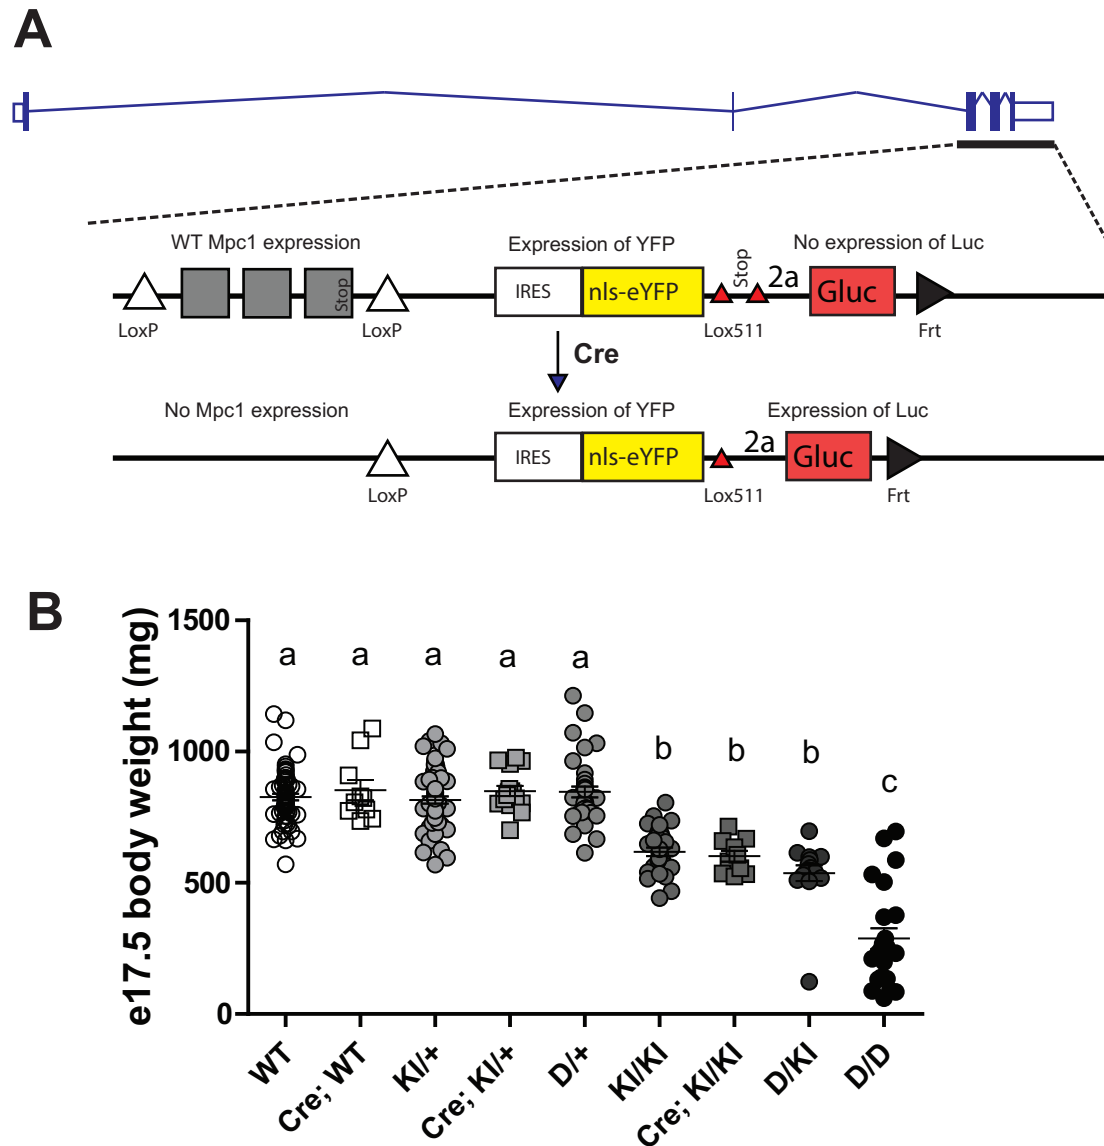 A
WT Mpc1 expression
Expression of YFP
No expression of Luc
Stop
IRES
nls-eYFP
Stop
2a
Gluc
LoxP
LoxP
Lox511
Frt
Cre
No Mpc1 expression
Expression of YFP
Expression of Luc
IRES
nls-eYFP
2a
Gluc
LoxP
Lox511
Frt
B
e17.5 body weight (mg)
1500
1000
500
0
a
a
a
a
a
b
b
b
c
WT
Cre; WT
KI/+
Cre; KI/+
D/+
KI/KI
Cre; KI/KI
D/KI
D/D